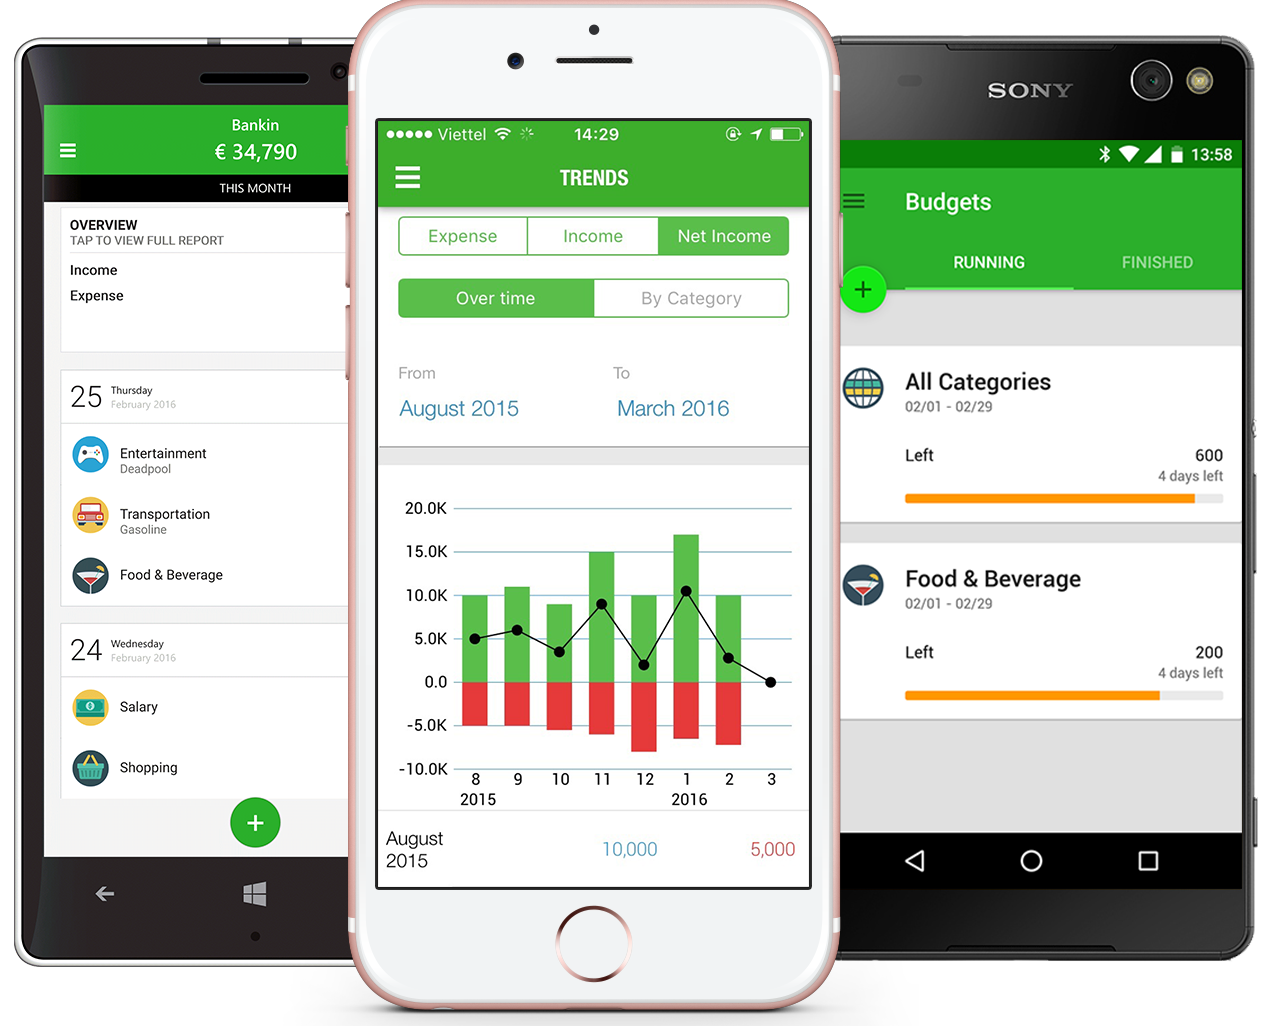 Bankin
€ 34,790
THIS MONTH
OVERVIEW
TAP TO VIEW FULL REPORT
Income
Expense
25
Thursday
February 2016
Entertainment
Deadpool
Transportation
Gasoline
Food & Beverage
24
Wednesday
February 2016
Salary
Shopping
+
Viettel 14:29
TRENDS
Expense Income Net Income
Over time By Category
From To
August 2015 March 2016
20.0K
15.0K
10.0K
5.0K
0.0
-5.0K
-10.0K
8 9 10 11 12 1 2 3
2015 2016
August
2015
10,000 5,000
SONY
13:58
Budgets
RUNNING FINISHED
+
All Categories
02/01 - 02/29
Left 600
4 days left
Food & Beverage
02/01 - 02/29
Left 200
4 days left